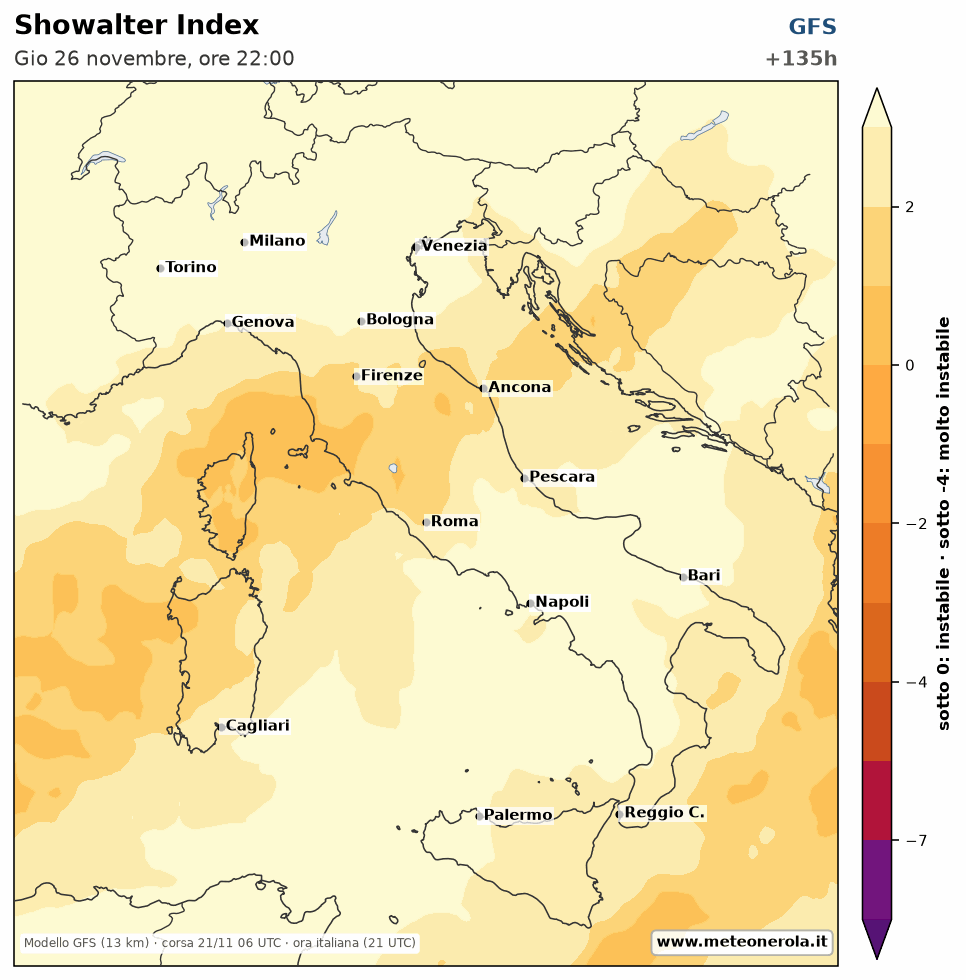 Showalter Index
GFS
Gio 26 novembre, ore 22:00
+135h
Milano
Venezia
Torino
Genova
Bologna
Firenze
Ancona
Pescara
Roma
Bari
Napoli
Cagliari
Palermo
Reggio C.
2
0
−2
−4
−7
sotto 0: instabile · sotto -4: molto instabile
Modello GFS (13 km) · corsa 21/11 06 UTC · ora italiana (21 UTC)
www.meteonerola.it